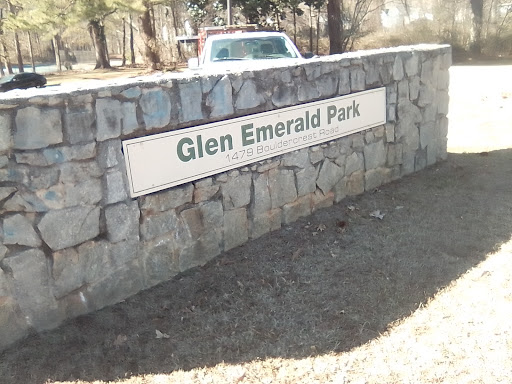 Glen Emerald Park
1479 Bouldercrest Road